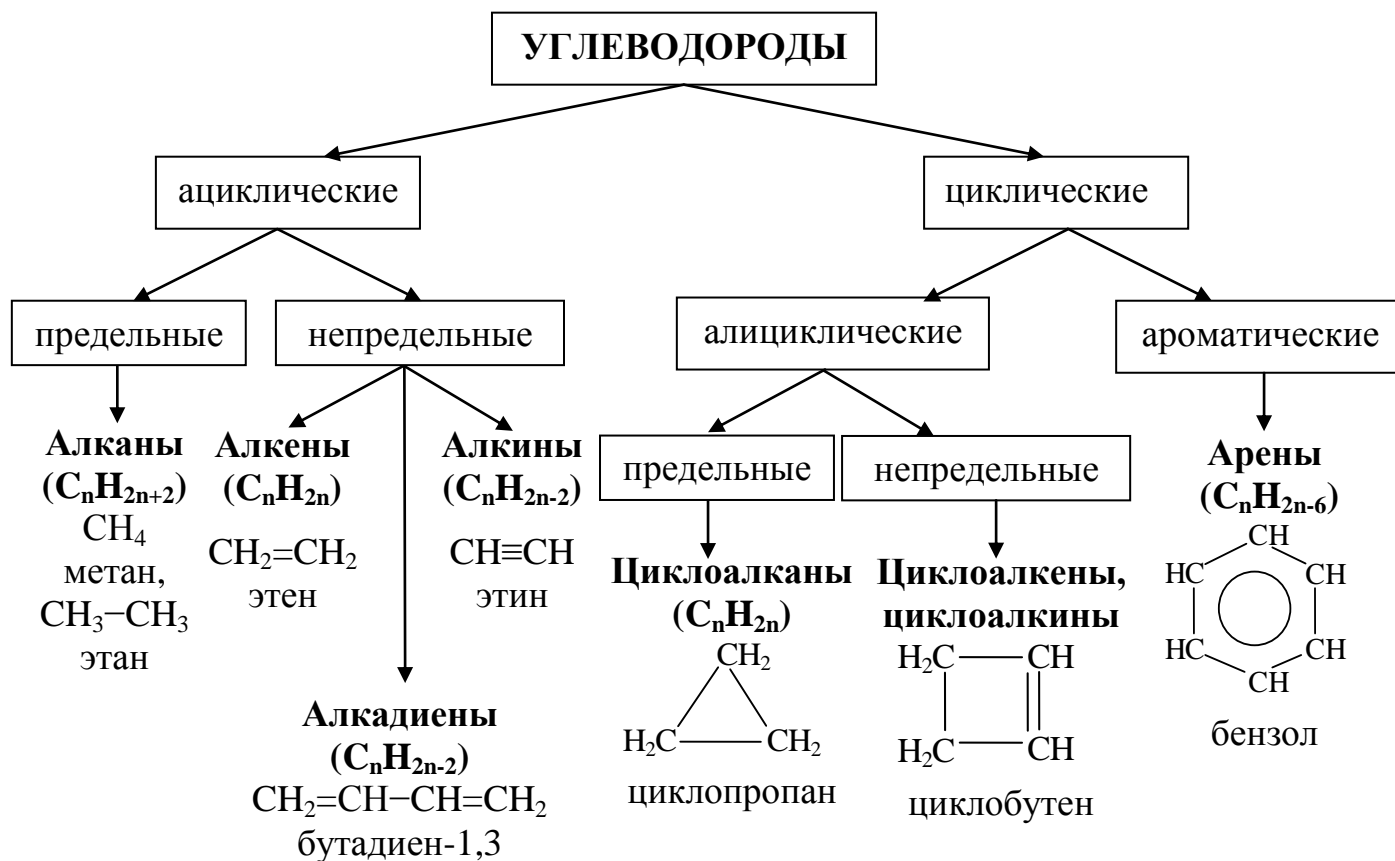 УГЛЕВОДОРОДЫ
ациклические
циклические
предельные
непредельные
алициклические
ароматические
Алканы
(CₙH₂ₙ₊₂)
CH₄
метан,
CH₃−CH₃
этан
Алкены
(CₙH₂ₙ)
CH₂=CH₂
этен
Алкины
(CₙH₂ₙ₋₂)
CH≡CH
этин
Алкадиены
(CₙH₂ₙ₋₂)
CH₂=CH−CH=CH₂
бутадиен-1,3
предельные
непредельные
Циклоалканы
(CₙH₂ₙ)
CH₂
H₂C CH₂
циклопропан
Циклоалкены,
циклоалкины
H₂C CH
H₂C CH
циклобутен
Арены
(CₙH₂ₙ₋₆)
CH
HC CH
HC CH
CH
бензол